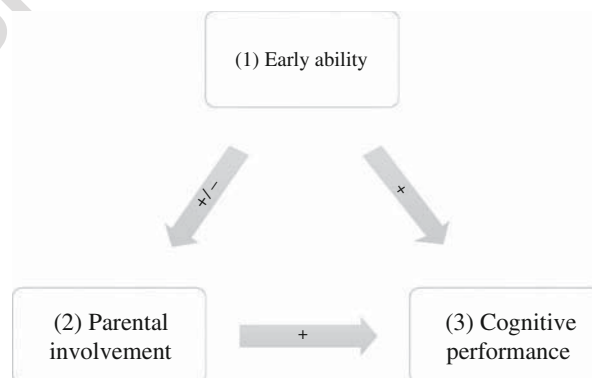 (1) Early ability
+/−
+
(2) Parental
involvement
+
(3) Cognitive
performance